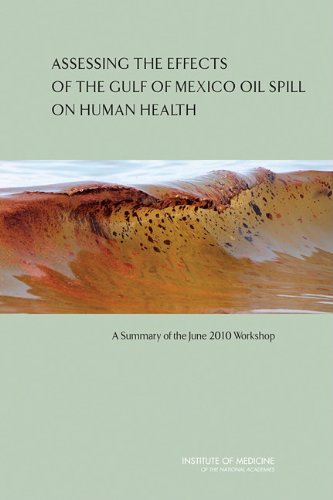 ASSESSING THE EFFECTS
OF THE GULF OF MEXICO OIL SPILL
ON HUMAN HEALTH
A Summary of the June 2010 Workshop
INSTITUTE OF MEDICINE
OF THE NATIONAL ACADEMIES